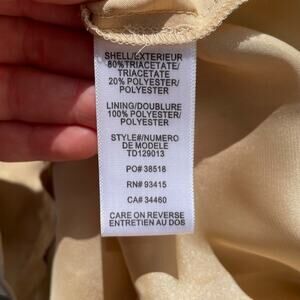 SHELL/EXTERIEUR
80%TRIACETATE/
TRIACETATE
20% POLYESTER/
POLYESTER
LINING/DOUBLURE
100% POLYESTER/
POLYESTER
STYLE#/NUMERO
DE MODELE
TD129013
PO# 38518
RN# 93415
CA# 34460
CARE ON REVERSE
ENTRETIEN AU DOS